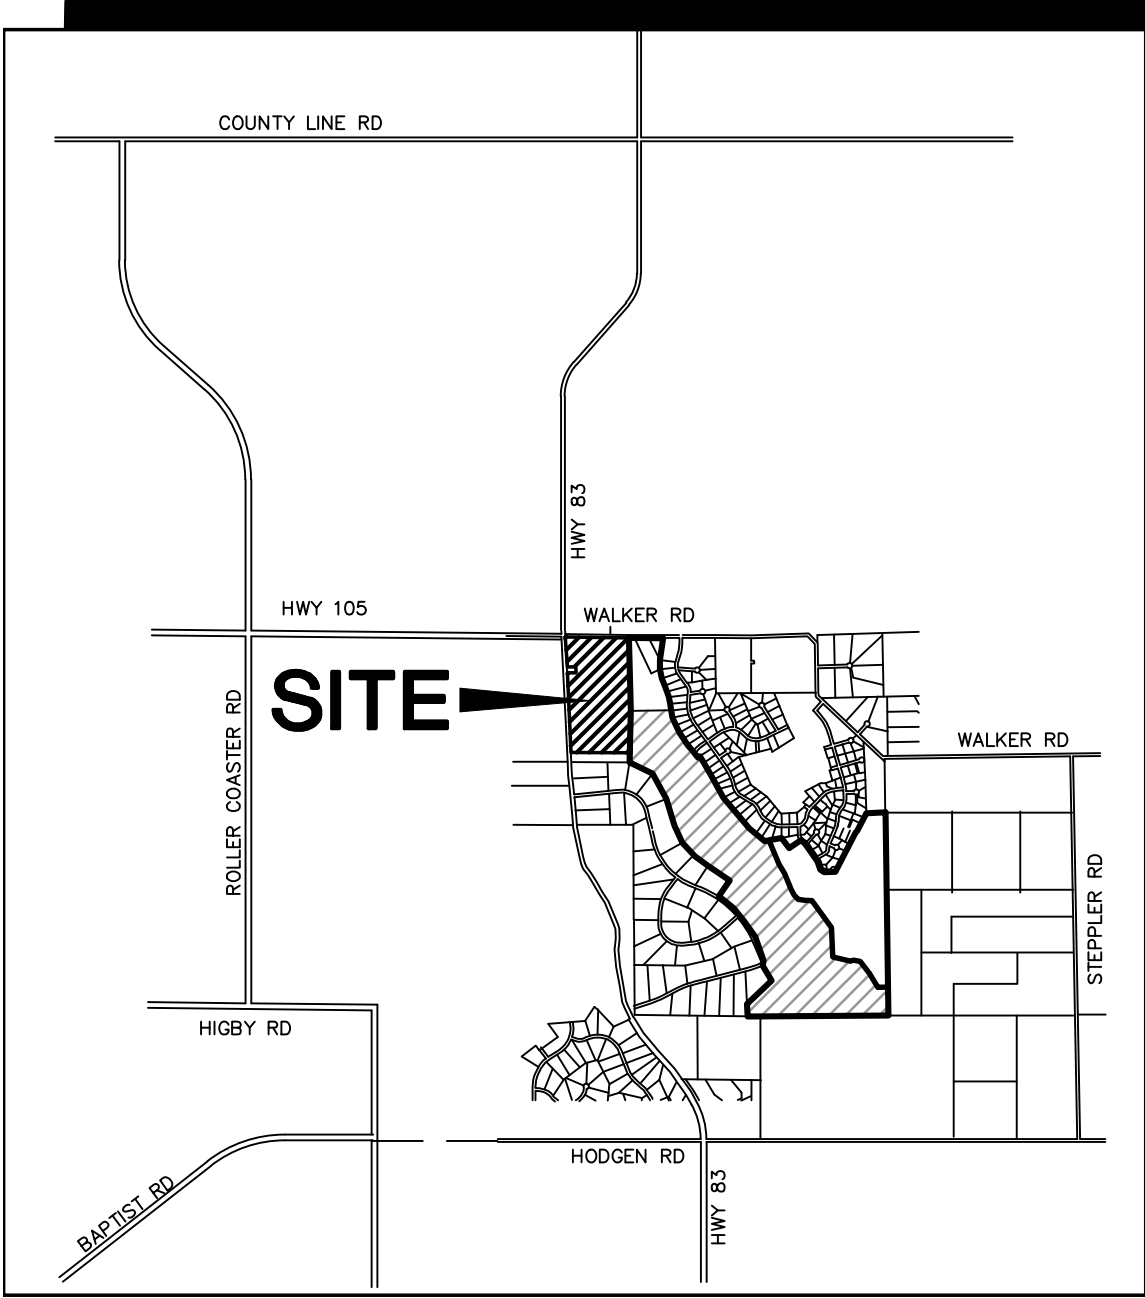 COUNTY LINE RD
HWY 83
HWY 105
WALKER RD
SITE
ROLLER COASTER RD
WALKER RD
STEPPLER RD
HIGBY RD
HODGEN RD
BAPTIST RD
HWY 83